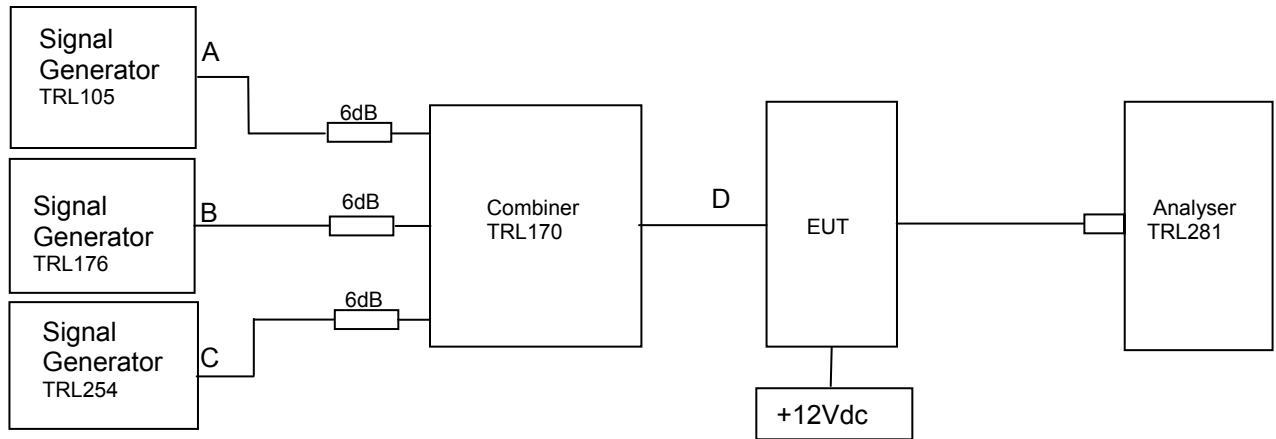 Signal
Generator
TRL105
A
6dB
Signal
Generator
TRL176
B
6dB
Signal
Generator
TRL254
C
6dB
Combiner
TRL170
D
EUT
+12Vdc
Analyser
TRL281